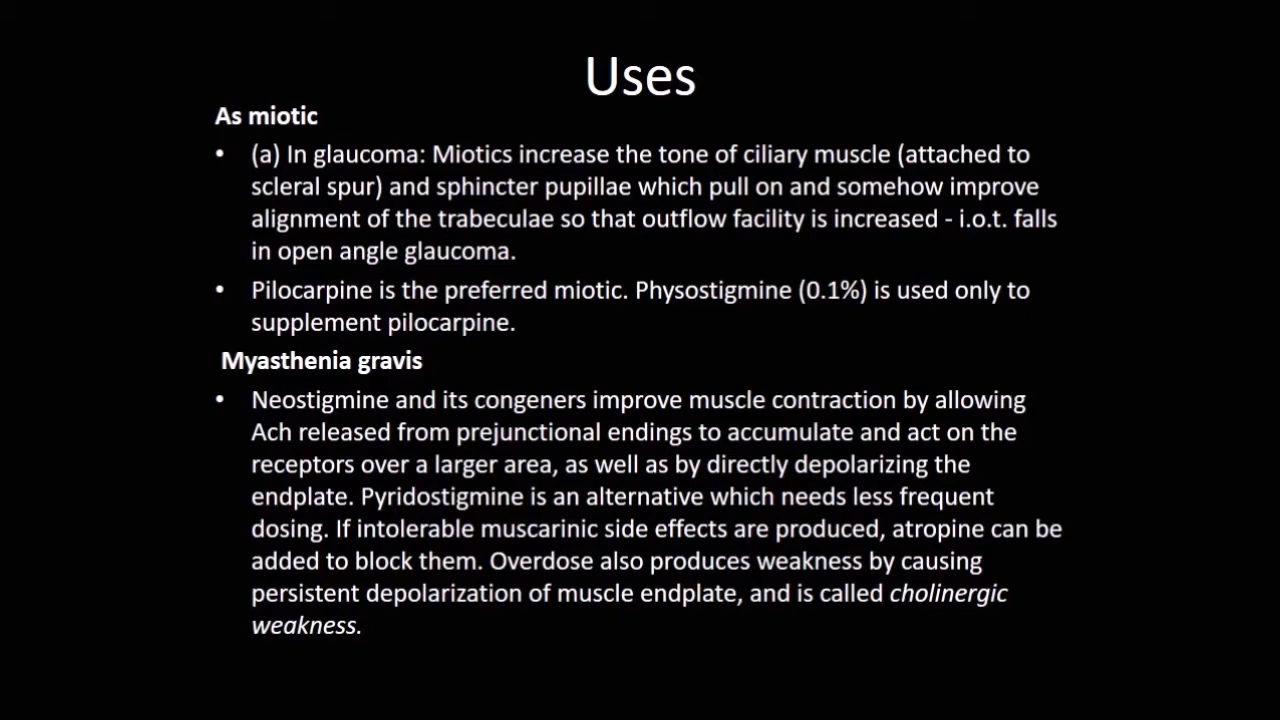 Uses
As miotic
• (a) In glaucoma: Miotics increase the tone of ciliary muscle (attached to
scleral spur) and sphincter pupillae which pull on and somehow improve
alignment of the trabeculae so that outflow facility is increased - i.o.t. falls
in open angle glaucoma.
• Pilocarpine is the preferred miotic. Physostigmine (0.1%) is used only to
supplement pilocarpine.
Myasthenia gravis
• Neostigmine and its congeners improve muscle contraction by allowing
Ach released from prejunctional endings to accumulate and act on the
receptors over a larger area, as well as by directly depolarizing the
endplate. Pyridostigmine is an alternative which needs less frequent
dosing. If intolerable muscarinic side effects are produced, atropine can be
added to block them. Overdose also produces weakness by causing
persistent depolarization of muscle endplate, and is called cholinergic
weakness.